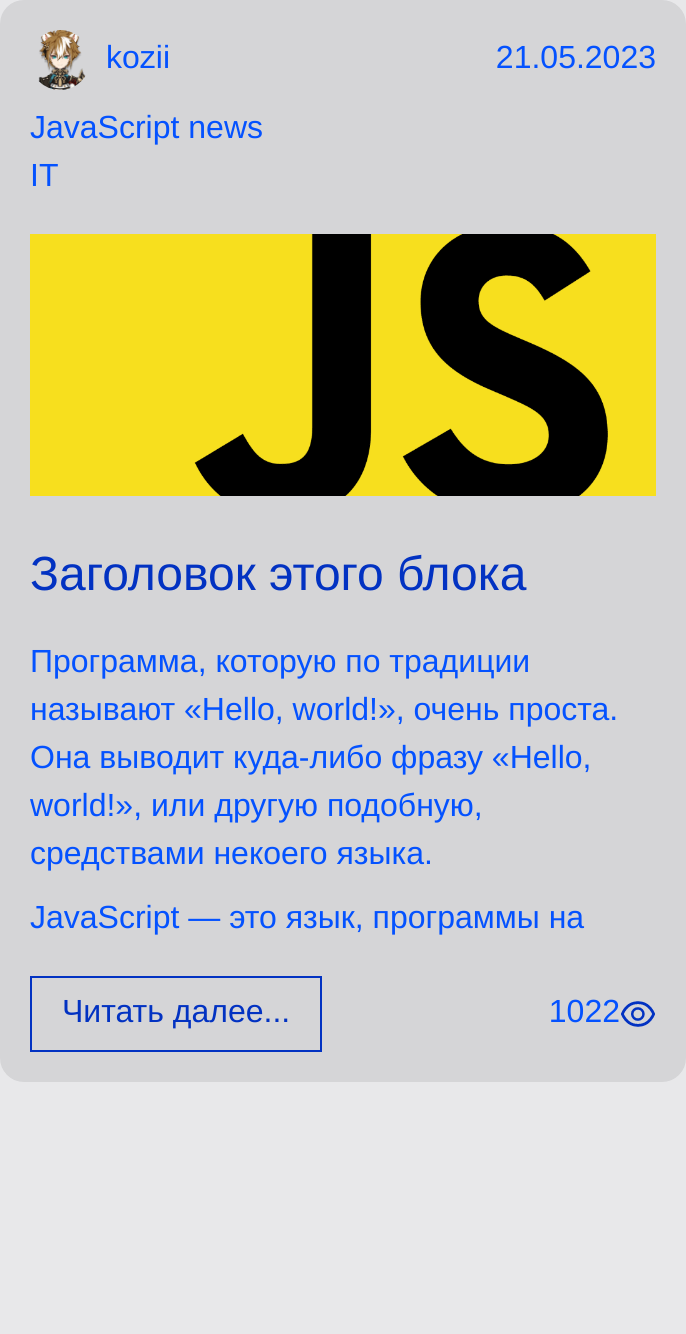 kozii 21.05.2023
JavaScript news
IT
JS
Заголовок этого блока
Программа, которую по традиции
называют «Hello, world!», очень проста.
Она выводит куда-либо фразу «Hello,
world!», или другую подобную,
средствами некоего языка.
JavaScript — это язык, программы на
Читать далее... 1022